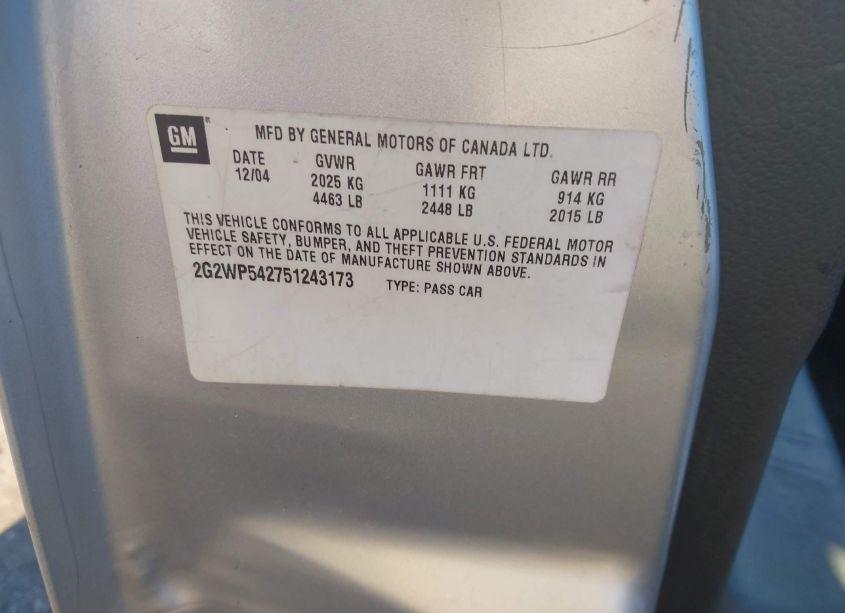 GM ® MFD BY GENERAL MOTORS OF CANADA LTD.
DATE GVWR GAWR FRT GAWR RR
12/04 2025 KG 1111 KG 914 KG
4463 LB 2448 LB 2015 LB
THIS VEHICLE CONFORMS TO ALL APPLICABLE U.S. FEDERAL MOTOR
VEHICLE SAFETY, BUMPER, AND THEFT PREVENTION STANDARDS IN
EFFECT ON THE DATE OF MANUFACTURE SHOWN ABOVE.
2G2WP542751243173 TYPE: PASS CAR